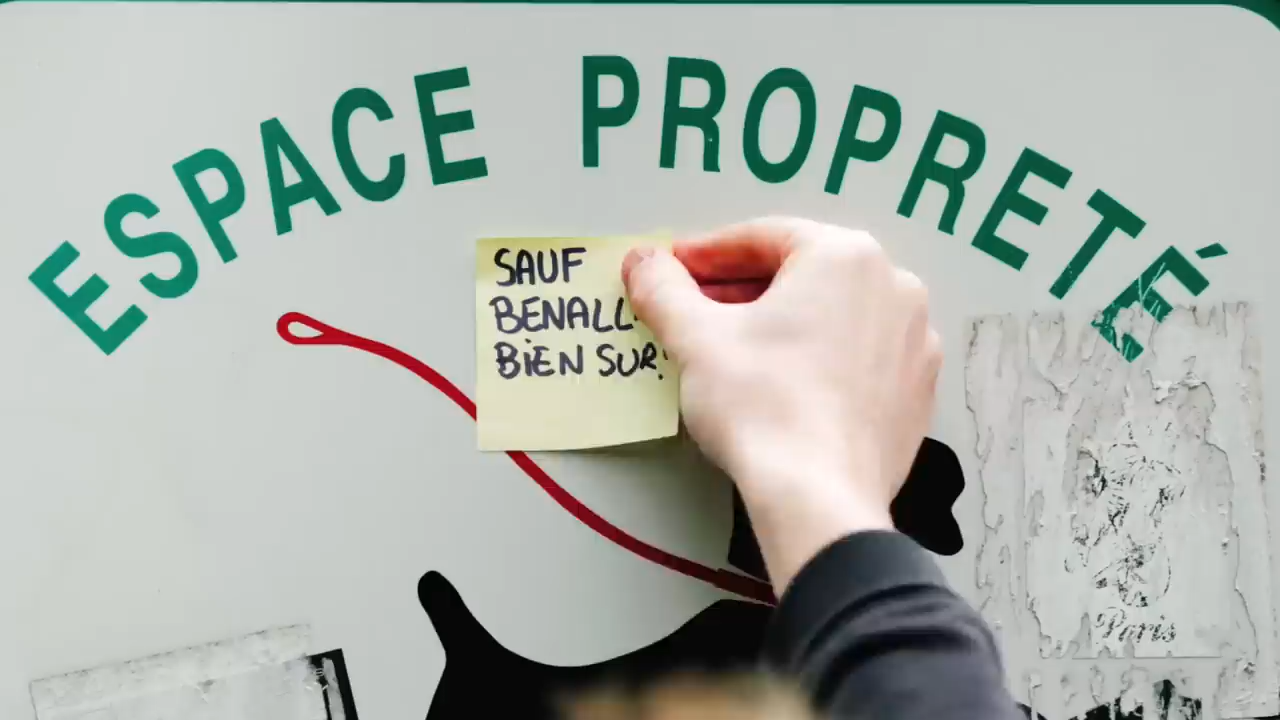 ESPACE PROPRETÉ
SAUF
BENALL
BiEN SUR!
Paris